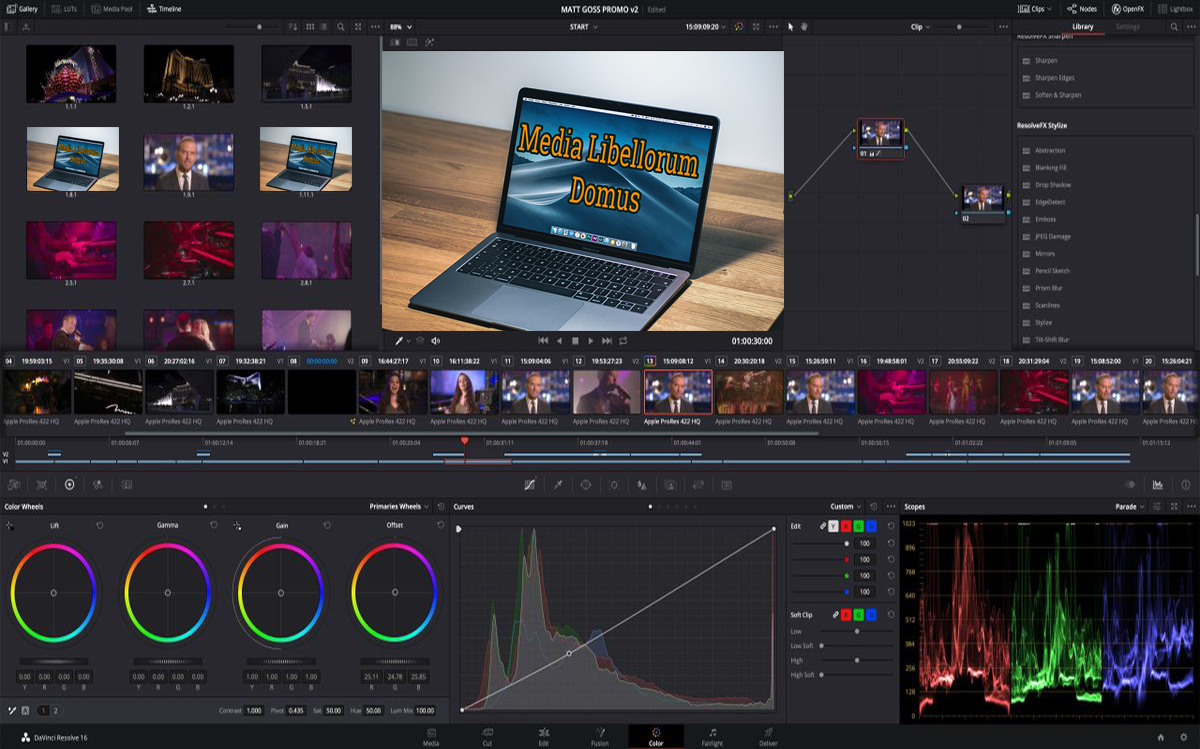 Gallery LUTs Media Pool Timeline MATT GOSS PROMO v2 Edited Clips Nodes OpenFX Lightbox
88% START 15:09:09:20 Clip Library Settings
ResolveFX Sharpen
Sharpen
Sharpen Edges
Soften & Sharpen
1.1.1 1.2.1 1.5.1
ResolveFX Stylize
Abstraction
Blanking Fill
Drop Shadow
EdgeDetect
Emboss
JPEG Damage
Mirrors
Pencil Sketch
Prism Blur
Scanlines
Stylize
Tilt-Shift Blur
Media Libellorum
Domus
Media Libellorum
Domus
Media Libellorum
Domus
1.8.1 1.9.1 1.11.1
2.5.1 2.7.1 2.8.1
01
02
01:00:30:00
04 19:59:03:15 V1 05 19:35:30:08 V1 06 20:27:02:16 V1 07 19:32:38:21 V1 08 00:00:00:00 V2 09 16:44:27:17 V1 10 16:11:38:22 V1 11 15:09:04:06 V1 12 19:53:27:23 V2 13 15:09:08:12 V1 14 20:30:20:18 V2 15 15:26:59:11 V1 16 19:48:58:01 V2 17 20:55:09:22 V2 18 20:31:29:04 V1 19 15:08:52:00 V1 20 15:26:04:21
Apple ProRes 422 HQ Apple ProRes 422 HQ Apple ProRes 422 HQ Apple ProRes 422 HQ Apple ProRes 422 HQ Apple ProRes 422 HQ Apple ProRes 422 HQ Apple ProRes 422 HQ Apple ProRes 422 HQ Apple ProRes 422 HQ Apple ProRes 422 HQ Apple ProRes 422 HQ Apple ProRes 422 HQ Apple ProRes 422 HQ Apple ProRes 422 HQ Apple ProRes 422 HQ
01:00:00:00 01:00:06:07 01:00:12:14 01:00:18:21 01:00:25:04 01:00:31:11 01:00:37:18 01:00:44:01 01:00:50:08 01:00:56:15 01:01:02:22 01:01:09:05 01:01:15:12
V2
V1
Color Wheels Primaries Wheels Curves Custom Scopes Parade
Lift Gamma Gain Offset
Edit Y R G B
100
100
100
100
Soft Clip R G B
Low
Low Soft
High
High Soft
1023
896
768
640
512
384
256
128
0
0.00 0.00 0.00 0.00 0.00 0.00 0.00 0.00 1.00 1.00 1.00 1.00 25.11 24.78 25.85
Y R G B Y R G B Y R G B R G B
A 1 2 Contrast 1.000 Pivot 0.435 Sat 50.00 Hue 50.00 Lum Mix 100.00
DaVinci Resolve 16 Media Cut Edit Fusion Color Fairlight Deliver